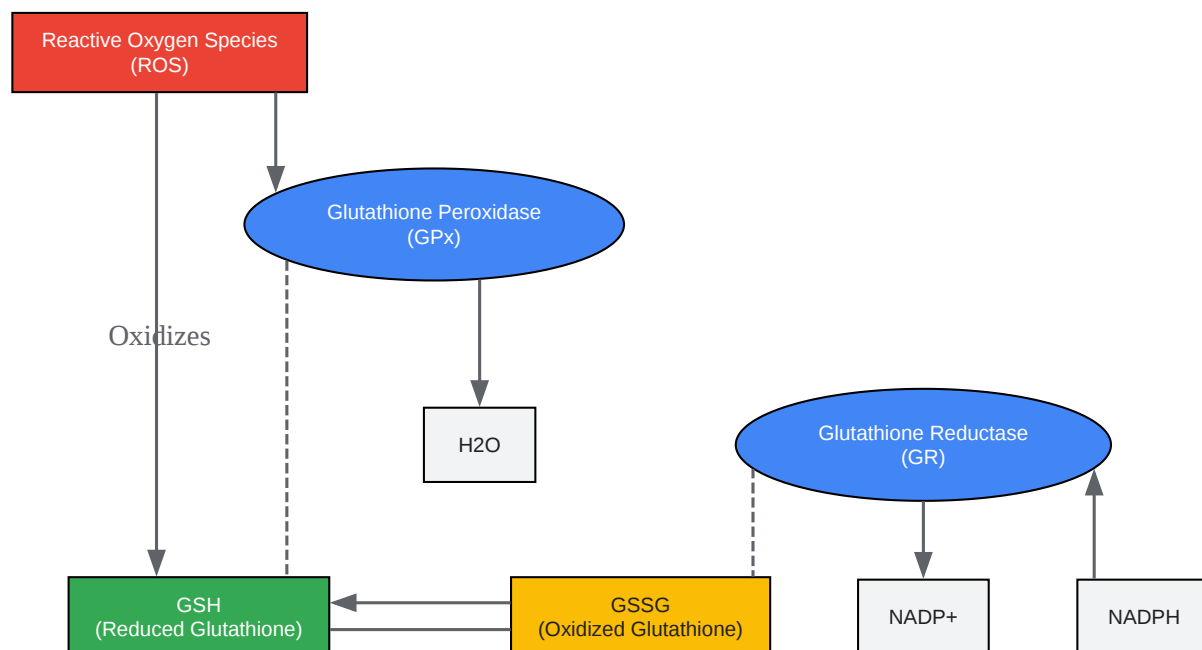 Reactive Oxygen Species
(ROS)
Glutathione Peroxidase
(GPx)
Oxidizes
H2O
Glutathione Reductase
(GR)
GSH
(Reduced Glutathione)
GSSG
(Oxidized Glutathione)
NADP+
NADPH